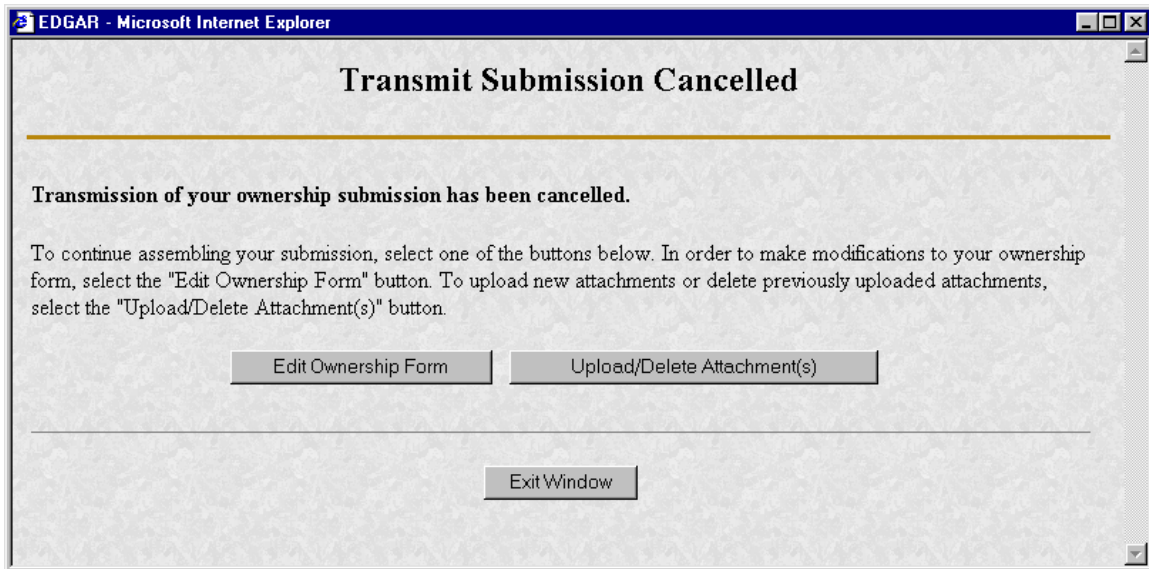 EDGAR - Microsoft Internet Explorer
Transmit Submission Cancelled
Transmission of your ownership submission has been cancelled.
To continue assembling your submission, select one of the buttons below. In order to make modifications to your ownership
form, select the "Edit Ownership Form" button. To upload new attachments or delete previously uploaded attachments,
select the "Upload/Delete Attachment(s)" button.
Edit Ownership Form Upload/Delete Attachment(s)
Exit Window